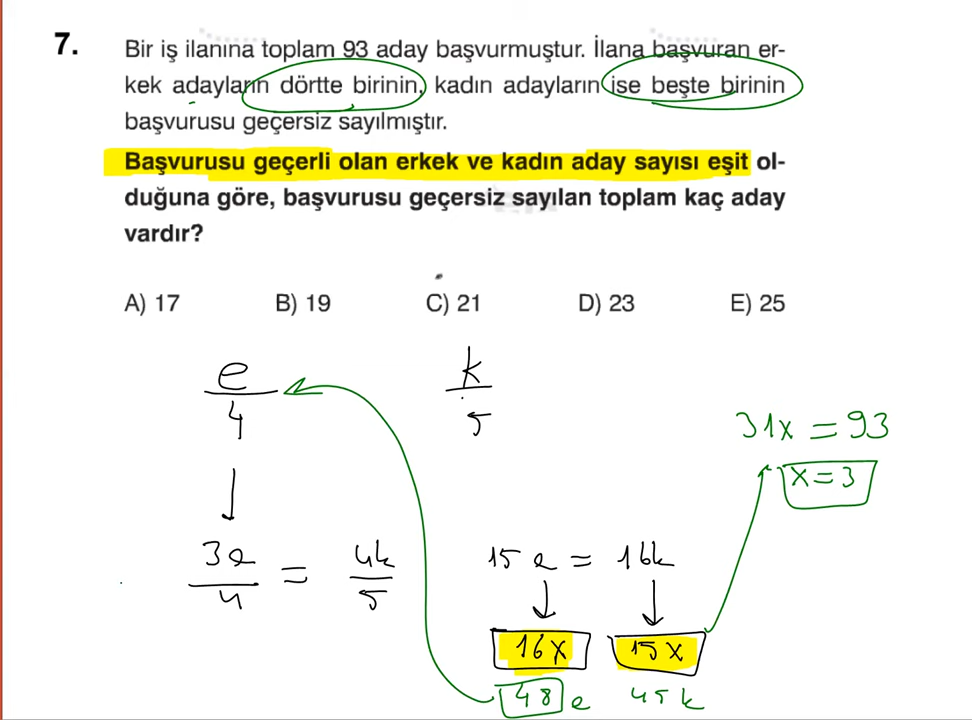 7.
Bir iş ilanına toplam 93 aday başvurmuştur. İlana başvuran er-
kek adayların dörtte birinin, kadın adayların ise beşte birinin
başvurusu geçersiz sayılmıştır.
Başvurusu geçerli olan erkek ve kadın aday sayısı eşit ol-
duğuna göre, başvurusu geçersiz sayılan toplam kaç aday
vardır?
A) 17 B) 19 C) 21 D) 23 E) 25
e/4 k/5
31x = 93
x = 3
3e/4 = 4k/5 15e = 16k
16x 15x
48 e 45 k